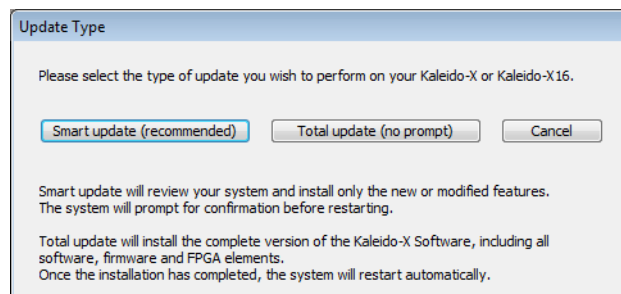 Update Type
Please select the type of update you wish to perform on your Kaleido-X or Kaleido-X16.
Smart update (recommended) Total update (no prompt) Cancel
Smart update will review your system and install only the new or modified features.
The system will prompt for confirmation before restarting.
Total update will install the complete version of the Kaleido-X Software, including all
software, firmware and FPGA elements.
Once the installation has completed, the system will restart automatically.